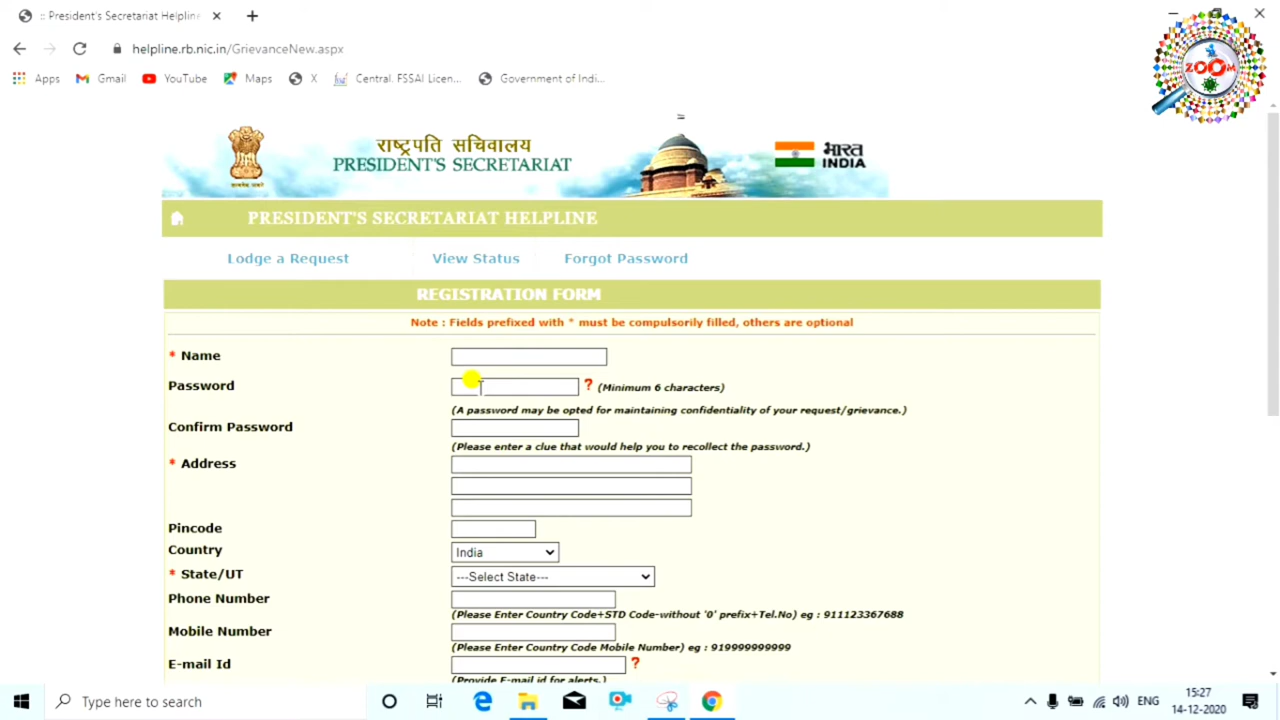 :: President's Secretariat Helpline
helpline.rb.nic.in/GrievanceNew.aspx
Apps Gmail YouTube Maps X Central. FSSAI Licen... Government of Indi...
ZOOM
राष्ट्रपति सचिवालय
PRESIDENT'S SECRETARIAT
भारत
INDIA
PRESIDENT'S SECRETARIAT HELPLINE
Lodge a Request View Status Forgot Password
REGISTRATION FORM
Note : Fields prefixed with * must be compulsorily filled, others are optional
* Name
Password ? (Minimum 6 characters)
(A password may be opted for maintaining confidentiality of your request/grievance.)
Confirm Password
(Please enter a clue that would help you to recollect the password.)
* Address
Pincode
Country India
* State/UT ---Select State---
Phone Number
(Please Enter Country Code+STD Code-without '0' prefix+Tel.No) eg : 911123367688
Mobile Number
(Please Enter Country Code Mobile Number) eg : 919999999999
E-mail Id ?
(Provide E-mail id for alerts.)
Type here to search
ENG
15:27
14-12-2020